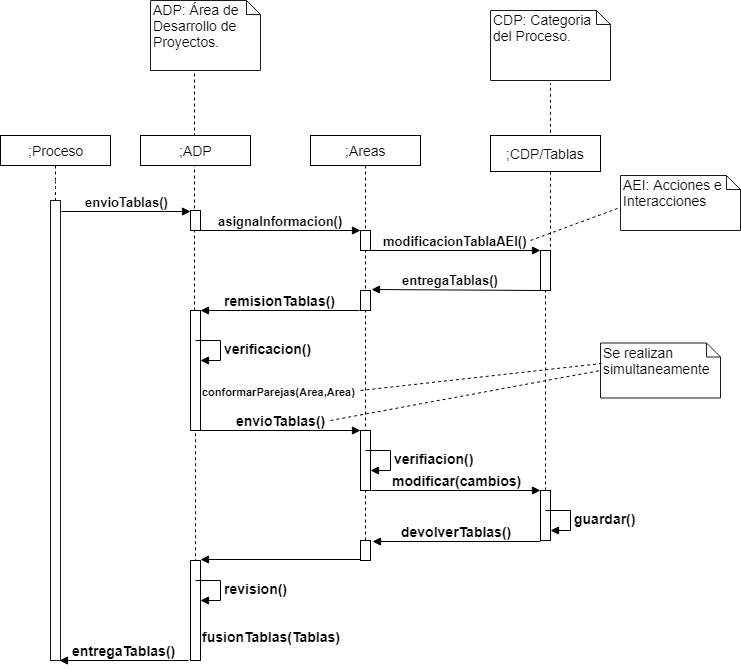 ADP: Área de
Desarrollo de
Proyectos.
CDP: Categoria
del Proceso.
;Proceso
;ADP
;Areas
;CDP/Tablas
AEI: Acciones e
Interacciones
envioTablas()
asignaInformacion()
modificacionTablaAEI()
entregaTablas()
remisionTablas()
verificacion()
Se realizan
simultaneamente
conformarParejas(Area,Area)
envioTablas()
verifiacion()
modificar(cambios)
guardar()
devolverTablas()
revision()
fusionTablas(Tablas)
entregaTablas()